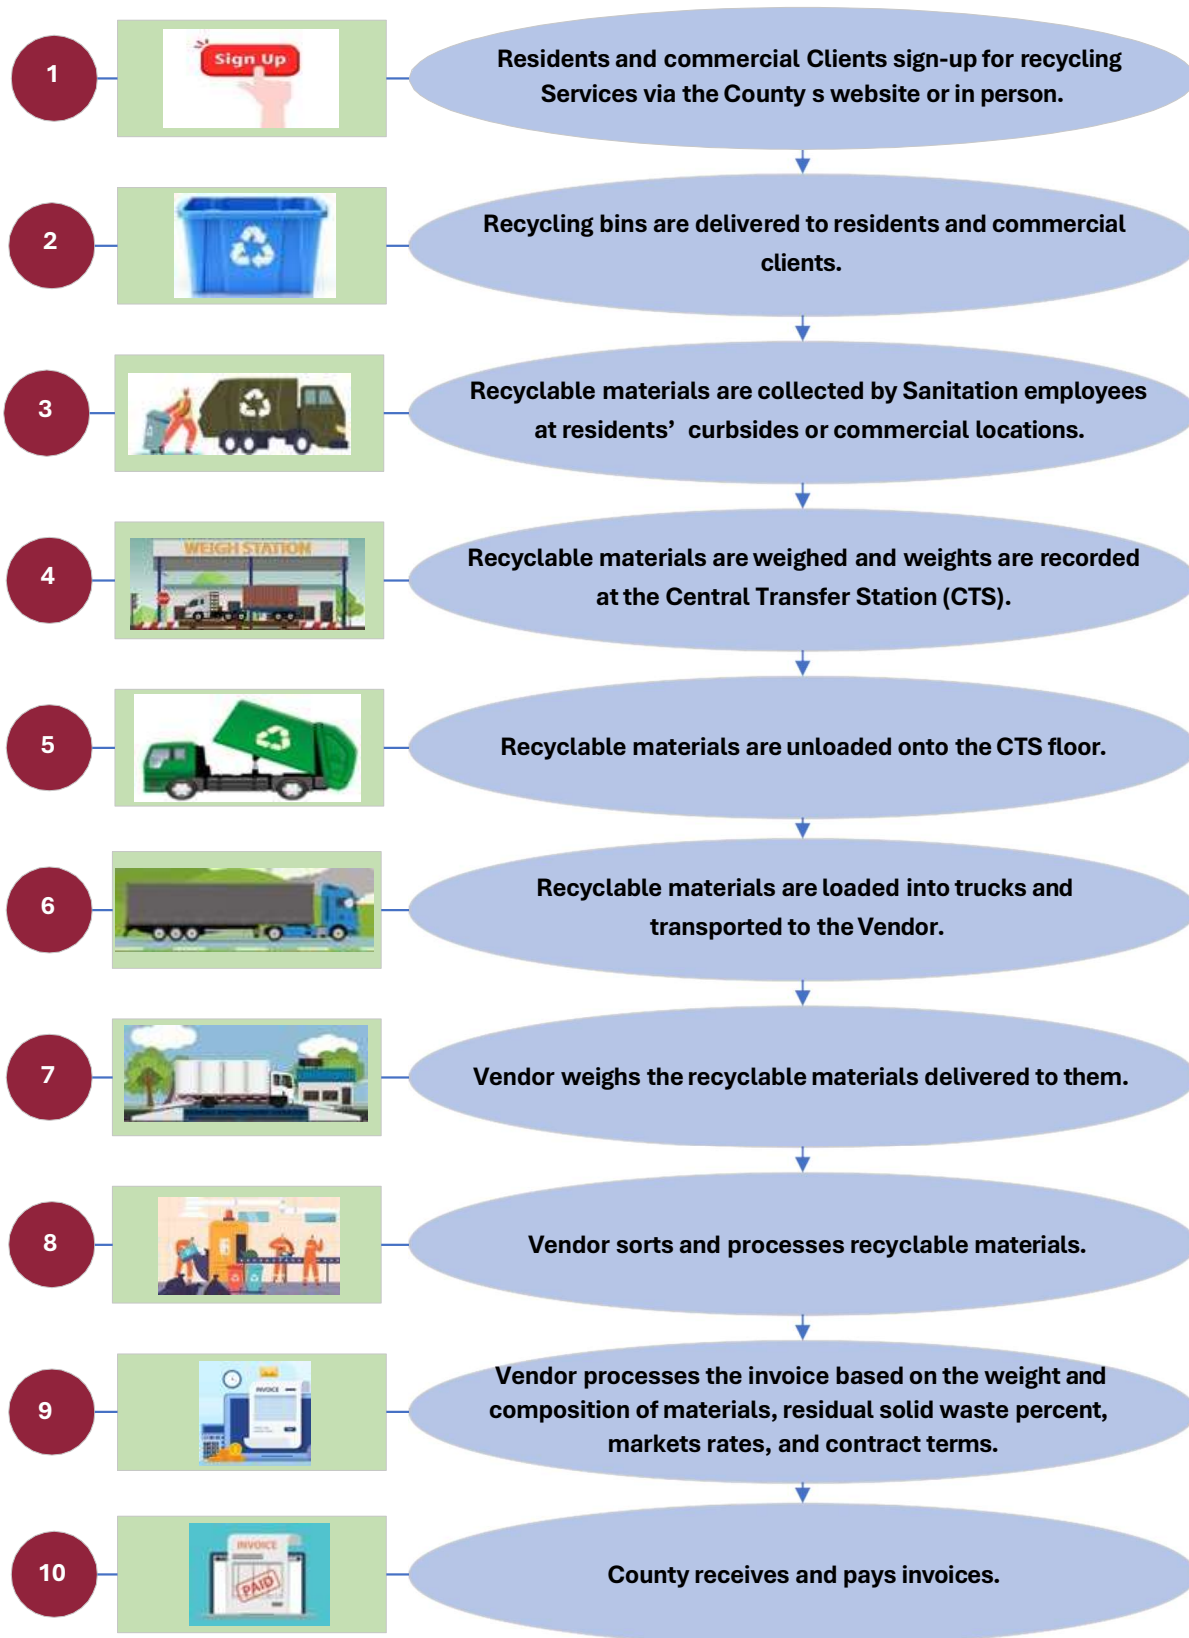 1
Sign Up
Residents and commercial Clients sign-up for recycling
Services via the County s website or in person.
2
Recycling bins are delivered to residents and commercial
clients.
3
Recyclable materials are collected by Sanitation employees
at residents’ curbsides or commercial locations.
4
WEIGH STATION
Recyclable materials are weighed and weights are recorded
at the Central Transfer Station (CTS).
5
Recyclable materials are unloaded onto the CTS floor.
6
Recyclable materials are loaded into trucks and
transported to the Vendor.
7
Vendor weighs the recyclable materials delivered to them.
8
Vendor sorts and processes recyclable materials.
9
INVOICE
Vendor processes the invoice based on the weight and
composition of materials, residual solid waste percent,
markets rates, and contract terms.
10
INVOICE
PAID
County receives and pays invoices.